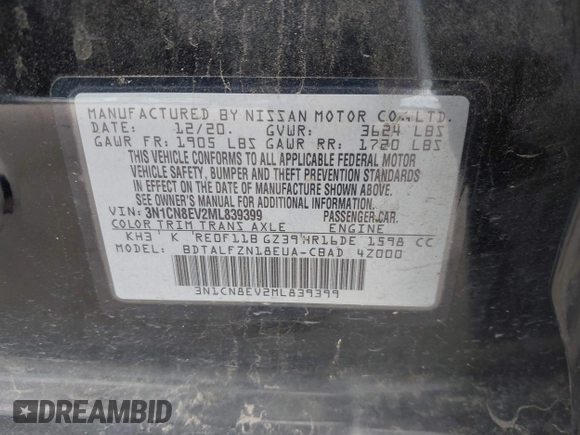 MANUFACTURED BY NISSAN MOTOR CO., LTD.
DATE: 12/20. GVWR: 3624 LBS
GAWR FR: 1905 LBS GAWR RR: 1720 LBS
THIS VEHICLE CONFORMS TO ALL APPLICABLE FEDERAL MOTOR
VEHICLE SAFETY, BUMPER AND THEFT PREVENTION STANDARDS
IN EFFECT ON THE DATE OF MANUFACTURE SHOWN ABOVE.
SEE OWNER'S MANUAL FOR ADDITIONAL INFORMATION.
VIN: 3N1CN8EV2ML839399 PASSENGER CAR.
COLOR TRIM TRANS AXLE ENGINE
KH3 K RE0F11B GZ39 HR16DE 1598 CC
MODEL: BDTALFZN18EUA-CBAD 4Z000
3N1CN8EV2ML839399
DREAMBID